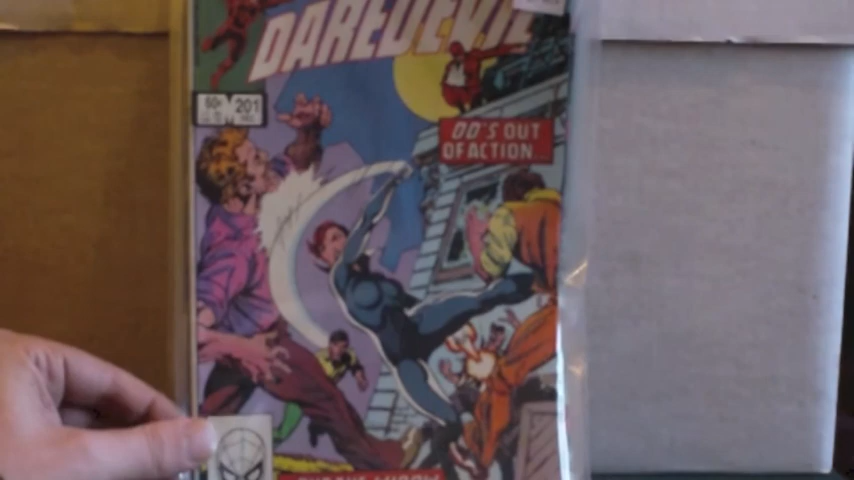 DAREDEVIL
60¢
201
DD'S OUT
OF ACTION...